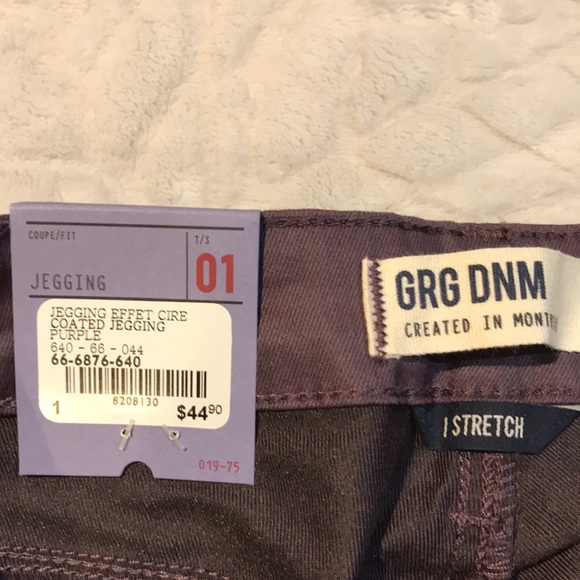 COUPE/FIT
T/S
JEGGING
01
JEGGING EFFET CIRE
COATED JEGGING
PURPLE
640 - 66 - 044
66-6876-640
8208130
1
$44.90
019-75
GRG DNM
CREATED IN
I STRETCH